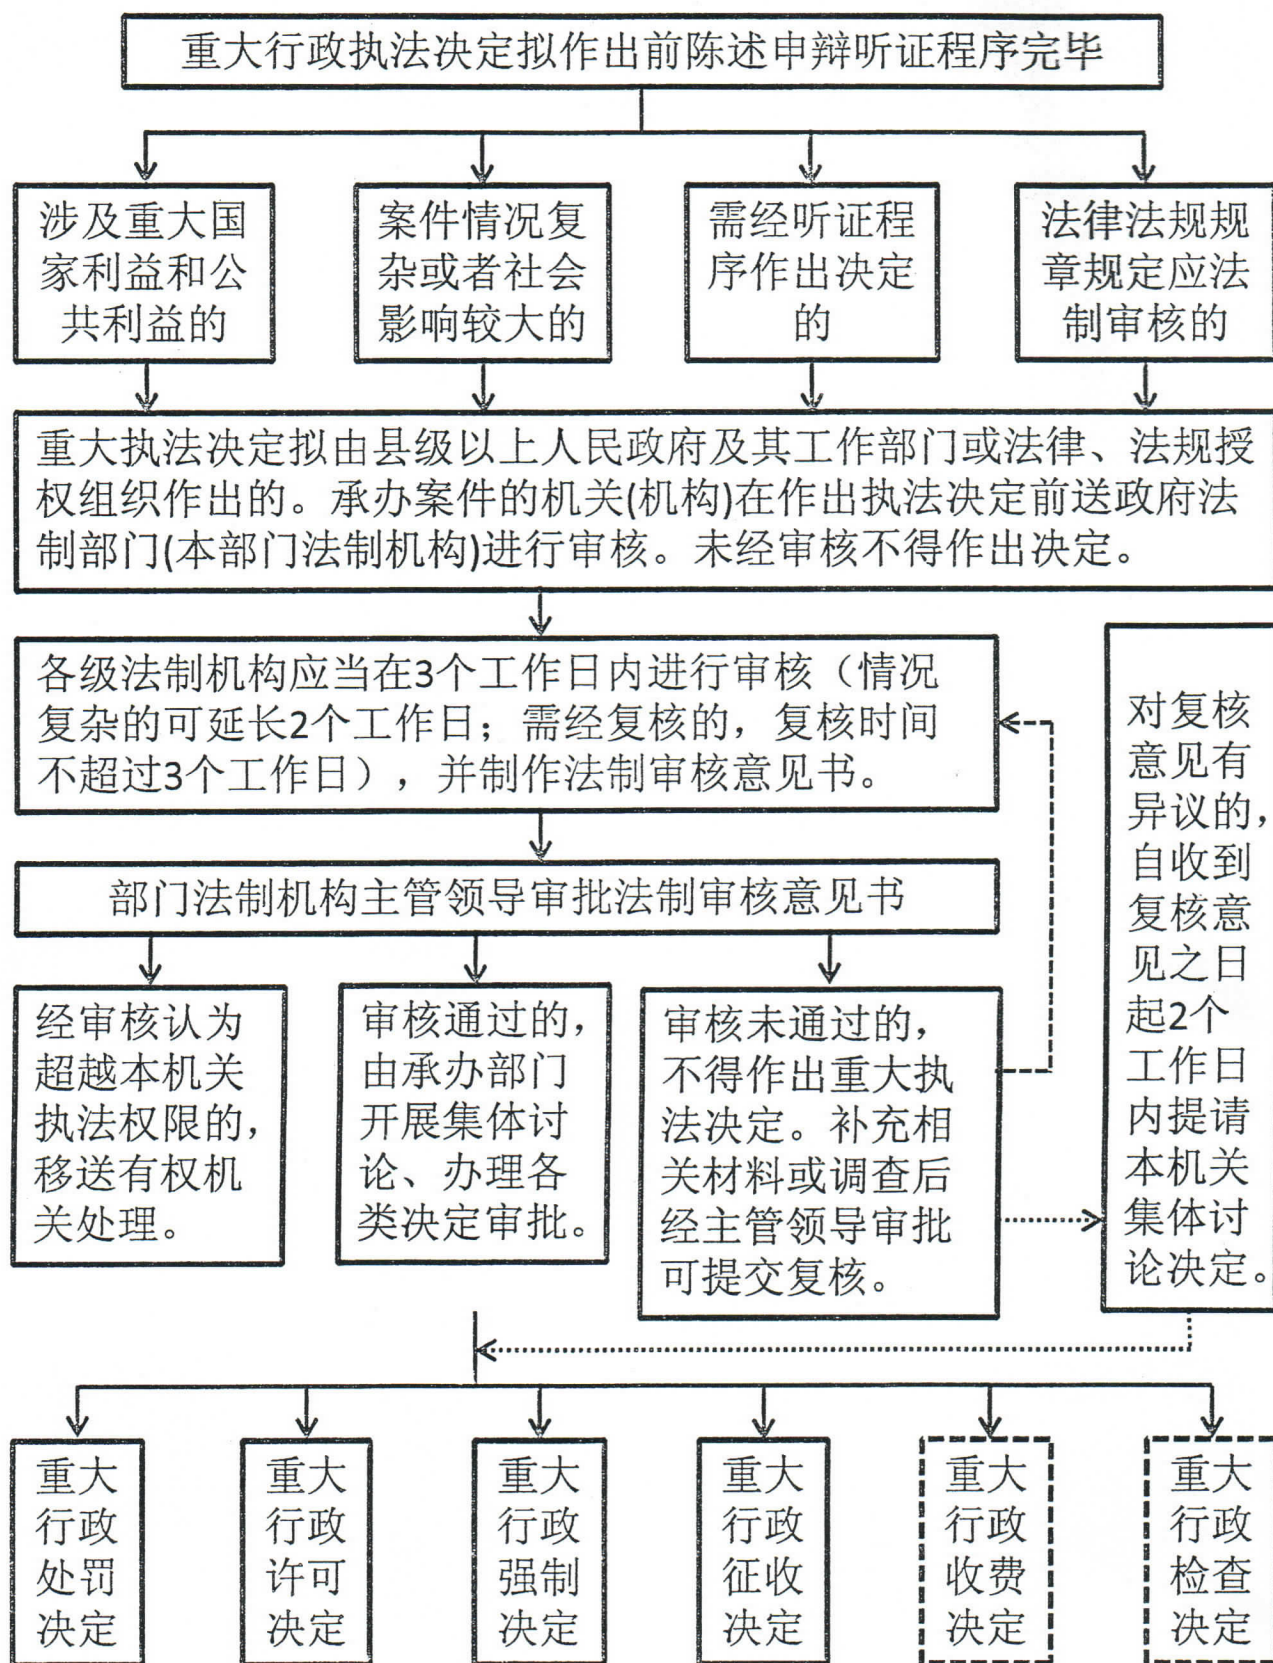 重大行政执法决定拟作出前陈述申辩听证程序完毕
涉及重大国
家利益和公
共利益的
案件情况复
杂或者社会
影响较大的
需经听证程
序作出决定
的
法律法规规
章规定应法
制审核的
重大执法决定拟由县级以上人民政府及其工作部门或法律、法规授
权组织作出的。承办案件的机关(机构)在作出执法决定前送政府法
制部门(本部门法制机构)进行审核。未经审核不得作出决定。
各级法制机构应当在3个工作日内进行审核（情况
复杂的可延长2个工作日；需经复核的，复核时间
不超过3个工作日），并制作法制审核意见书。
部门法制机构主管领导审批法制审核意见书
经审核认为
超越本机关
执法权限的，
移送有权机
关处理。
审核通过的，
由承办部门
开展集体讨
论、办理各
类决定审批。
审核未通过的，
不得作出重大执
法决定。补充相
关材料或调查后
经主管领导审批
可提交复核。
对复核
意见有
异议的，
自收到
复核意
见之日
起2个
工作日
内提请
本机关
集体讨
论决定。
重大
行政
处罚
决定
重大
行政
许可
决定
重大
行政
强制
决定
重大
行政
征收
决定
重大
行政
收费
决定
重大
行政
检查
决定